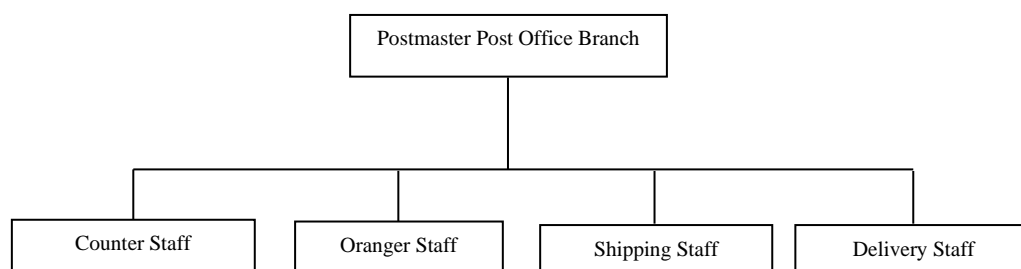 Postmaster Post Office Branch
Counter Staff
Oranger Staff
Shipping Staff
Delivery Staff